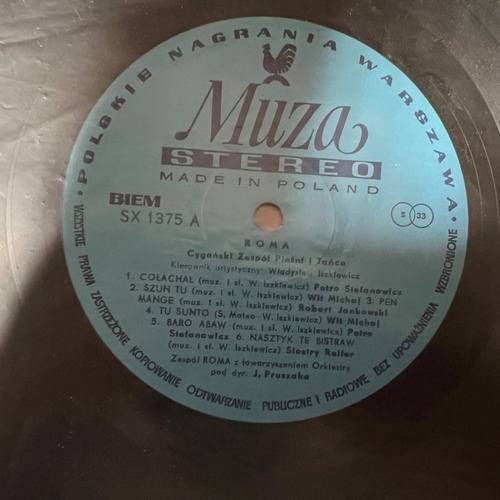 • POLSKIE NAGRANIA WARSZAWA •
Muza
STEREO
MADE IN POLAND
BIEM
SX 1375 A
33
ROMA
Cygański Zespół Pieśni i Tańca
Kierownik artystyczny: Władysław Iszkiewicz
1. COŁACHAŁ (muz. i sł. W. Iszkiewicz) Petro Stefanowicz
2. SZUN TU (muz. i sł. W. Iszkiewicz) Wit Michaj 3. PEN
MANGE (muz. i sł. W. Iszkiewicz) Robert Jankowski
4. TU SUNTO (S. Mateo - W. Iszkiewicz) Wit Michaj
5. BARO ABAW (muz. i sł. W. Iszkiewicz) Petro
Stefanowicz 6. NASZTYK TE BISTRAW
(muz. i sł. W. Iszkiewicz) Siostry Reiter
Zespół ROMA z towarzyszeniem Orkiestry
pod dyr. J. Pruszaka
WSZYSTKIE PRAWA ZASTRZEŻONE KOPIOWANIE ODTWARZANIE PUBLICZNE I RADIOWE BEZ UPOWAŻNIENIA WZBRONIONE